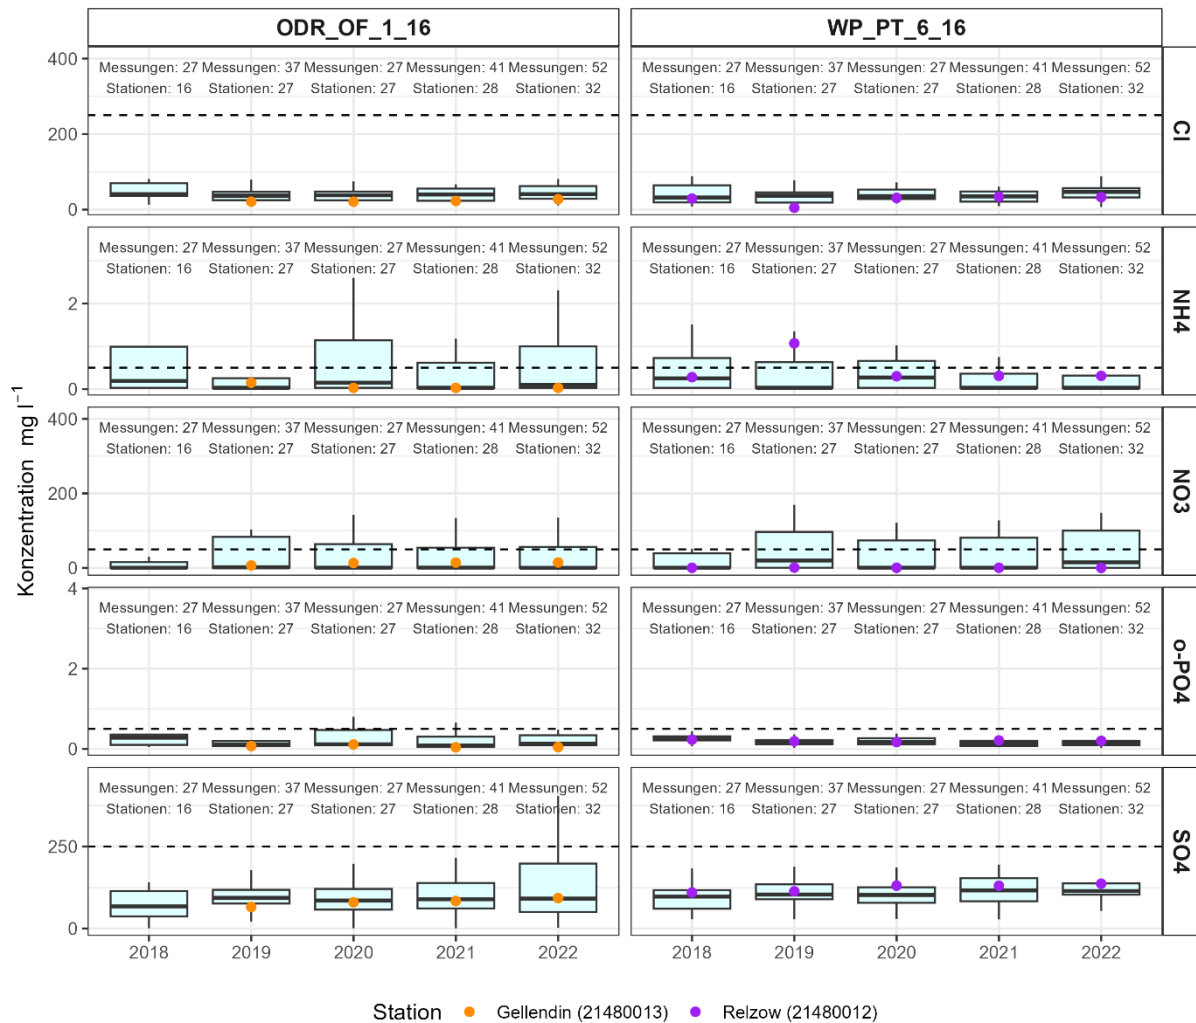 ODR_OF_1_16 WP_PT_6_16
400
Messungen: 27 Messungen: 37 Messungen: 27 Messungen: 41 Messungen: 52 Messungen: 27 Messungen: 37 Messungen: 27 Messungen: 41 Messungen: 52
Stationen: 16 Stationen: 27 Stationen: 27 Stationen: 28 Stationen: 32 Stationen: 16 Stationen: 27 Stationen: 27 Stationen: 28 Stationen: 32
200
0
Cl
Messungen: 27 Messungen: 37 Messungen: 27 Messungen: 41 Messungen: 52 Messungen: 27 Messungen: 37 Messungen: 27 Messungen: 41 Messungen: 52
Stationen: 16 Stationen: 27 Stationen: 27 Stationen: 28 Stationen: 32 Stationen: 16 Stationen: 27 Stationen: 27 Stationen: 28 Stationen: 32
2
0
NH4
Konzentration mg l⁻¹
400
Messungen: 27 Messungen: 37 Messungen: 27 Messungen: 41 Messungen: 52 Messungen: 27 Messungen: 37 Messungen: 27 Messungen: 41 Messungen: 52
Stationen: 16 Stationen: 27 Stationen: 27 Stationen: 28 Stationen: 32 Stationen: 16 Stationen: 27 Stationen: 27 Stationen: 28 Stationen: 32
200
0
NO3
4
Messungen: 27 Messungen: 37 Messungen: 27 Messungen: 41 Messungen: 52 Messungen: 27 Messungen: 37 Messungen: 27 Messungen: 41 Messungen: 52
Stationen: 16 Stationen: 27 Stationen: 27 Stationen: 28 Stationen: 32 Stationen: 16 Stationen: 27 Stationen: 27 Stationen: 28 Stationen: 32
2
0
o-PO4
Messungen: 27 Messungen: 37 Messungen: 27 Messungen: 41 Messungen: 52 Messungen: 27 Messungen: 37 Messungen: 27 Messungen: 41 Messungen: 52
Stationen: 16 Stationen: 27 Stationen: 27 Stationen: 28 Stationen: 32 Stationen: 16 Stationen: 27 Stationen: 27 Stationen: 28 Stationen: 32
250
0
SO4
2018 2019 2020 2021 2022 2018 2019 2020 2021 2022
Station Gellendin (21480013) Relzow (21480012)